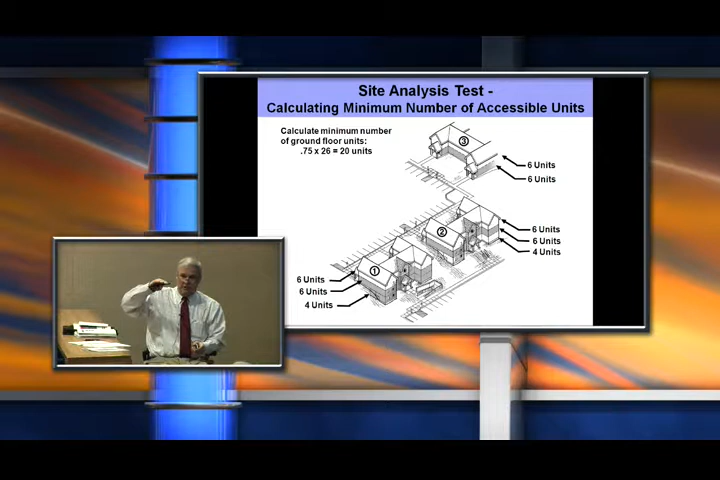 Site Analysis Test -
Calculating Minimum Number of Accessible Units
Calculate minimum number
of ground floor units:
.75 x 26 = 20 units
3
6 Units
6 Units
2
6 Units
6 Units
4 Units
1
6 Units
6 Units
4 Units